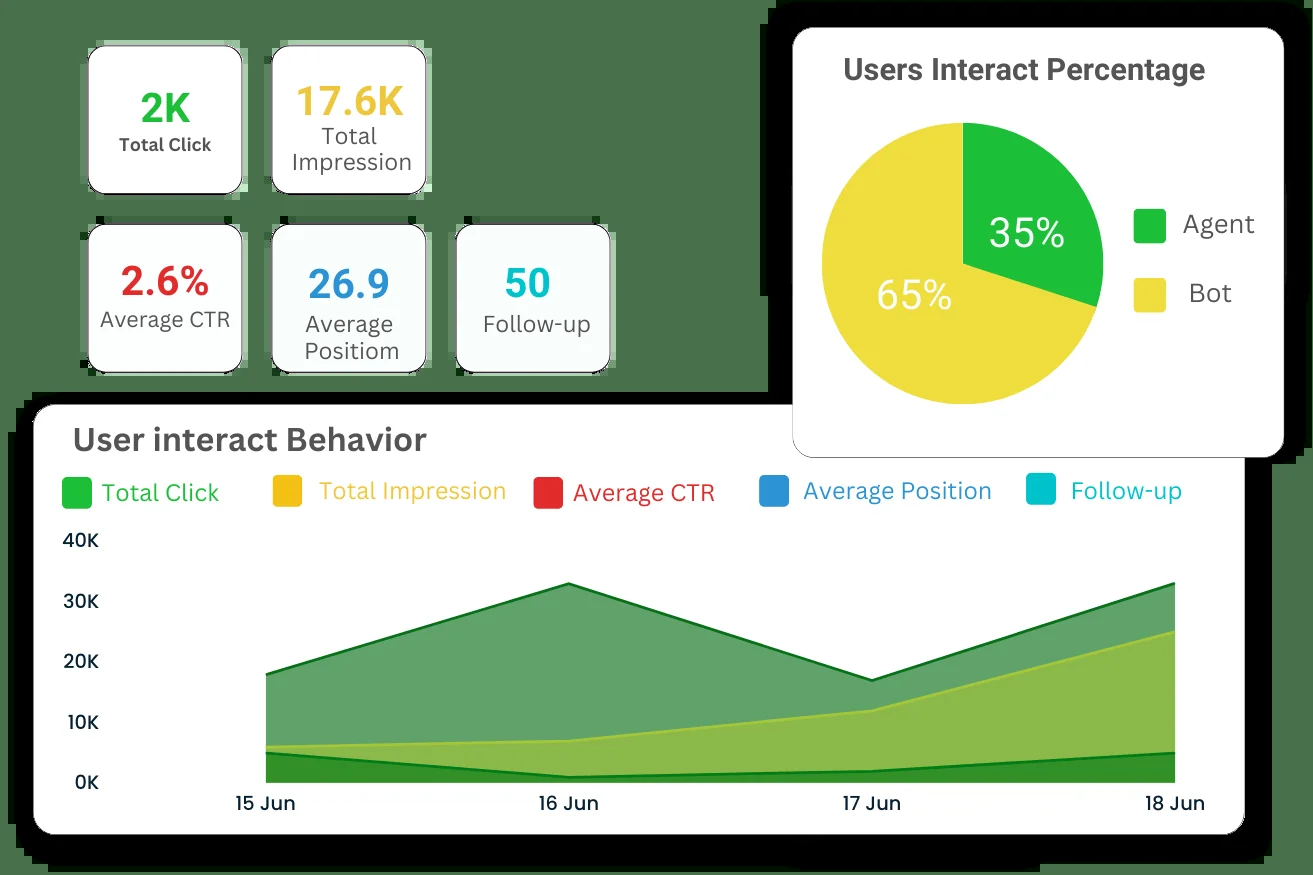 2K
Total Click
17.6K
Total
Impression
2.6%
Average CTR
26.9
Average
Positiom
50
Follow-up
Users Interact Percentage
35%
65%
Agent
Bot
User interact Behavior
Total Click
Total Impression
Average CTR
Average Position
Follow-up
40K
30K
20K
10K
0K
15 Jun
16 Jun
17 Jun
18 Jun